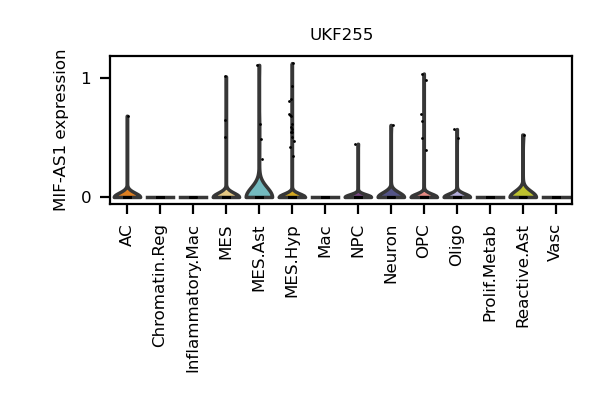 UKF255
MIF-AS1 expression
1
0
AC
Chromatin.Reg
Inflammatory.Mac
MES
MES.Ast
MES.Hyp
Mac
NPC
Neuron
OPC
Oligo
Prolif.Metab
Reactive.Ast
Vasc